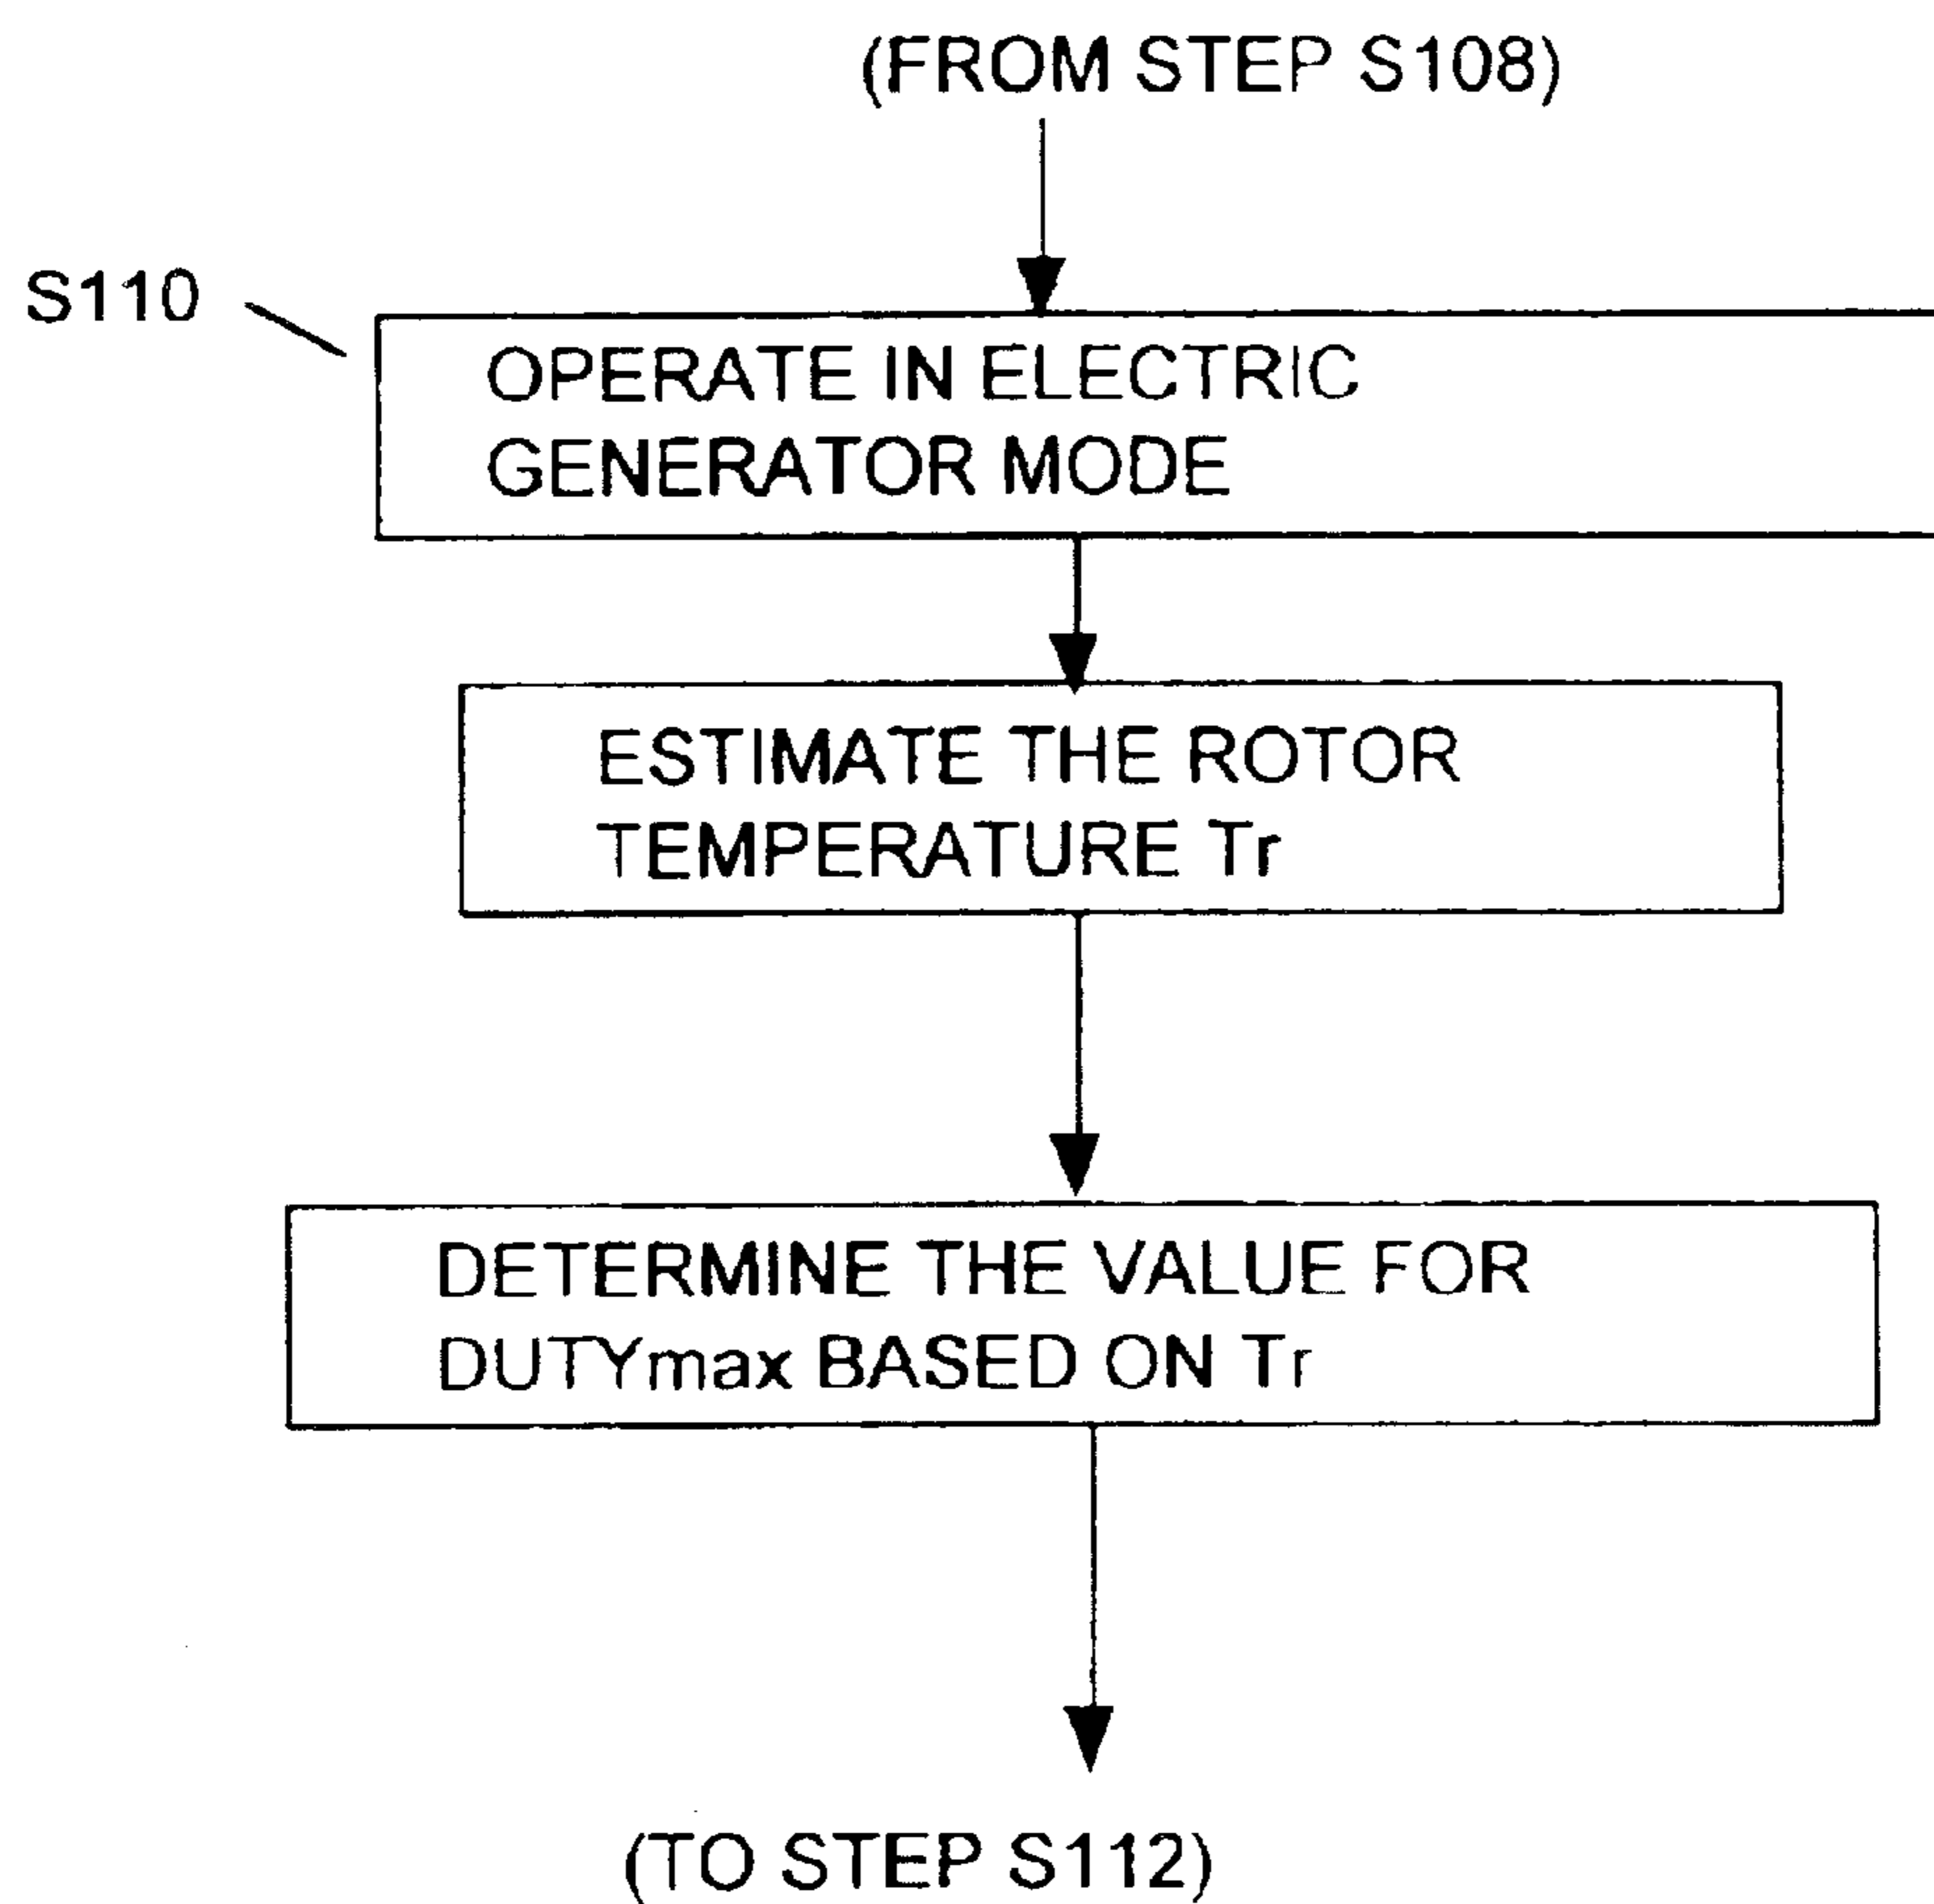 (FROM STEP S108)
S110
OPERATE IN ELECTRIC
GENERATOR MODE
ESTIMATE THE ROTOR
TEMPERATURE Tr
DETERMINE THE VALUE FOR
DUTYmax BASED ON Tr
(TO STEP S112)